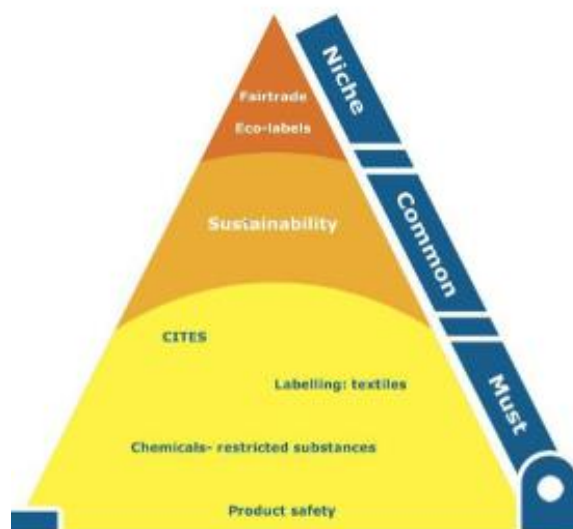 Niche
Fairtrade
Eco-labels
Common
Sustainability
CITES
Must
Labelling: textiles
Chemicals- restricted substances
Product safety